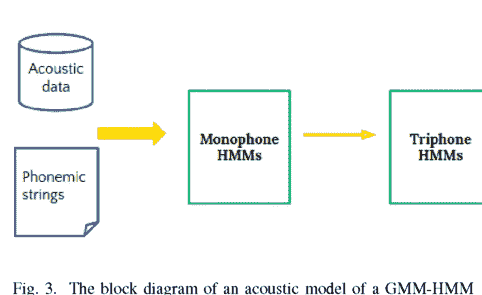 Acoustic
data
Phonemic
strings
Monophone
HMMs
Triphone
HMMs
Fig. 3. The block diagram of an acoustic model of a GMM-HMM